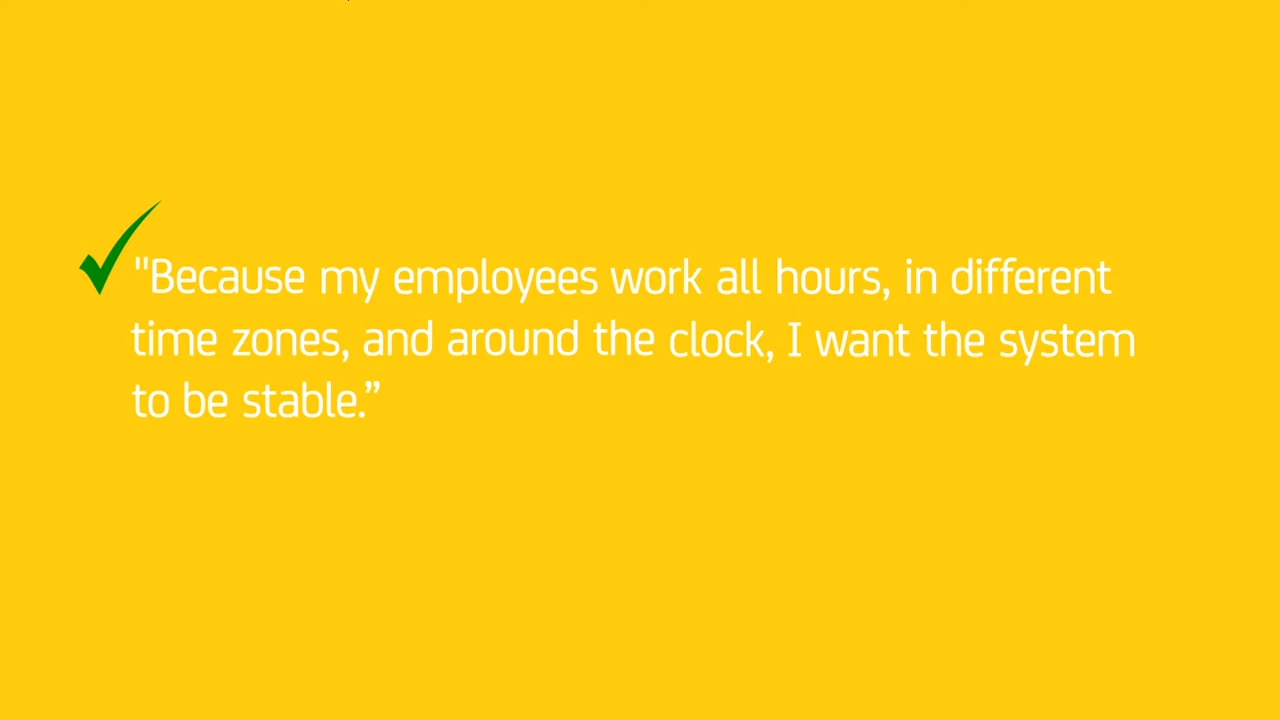 "Because my employees work all hours, in different
time zones, and around the clock, I want the system
to be stable.”